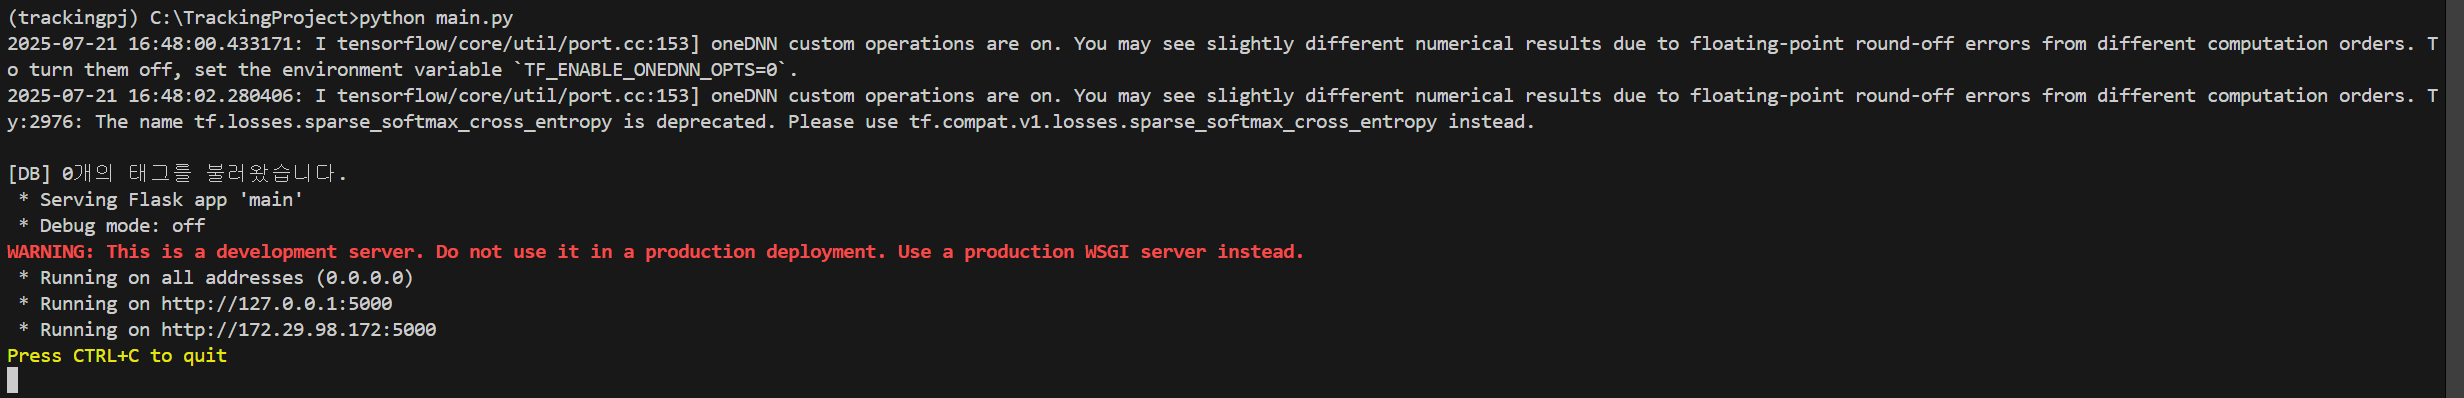 (trackingpj) C:\TrackingProject>python main.py
2025-07-21 16:48:00.433171: I tensorflow/core/util/port.cc:153] oneDNN custom operations are on. You may see slightly different numerical results due to floating-point round-off errors from different computation orders. T
o turn them off, set the environment variable `TF_ENABLE_ONEDNN_OPTS=0`.
2025-07-21 16:48:02.280406: I tensorflow/core/util/port.cc:153] oneDNN custom operations are on. You may see slightly different numerical results due to floating-point round-off errors from different computation orders. T
y:2976: The name tf.losses.sparse_softmax_cross_entropy is deprecated. Please use tf.compat.v1.losses.sparse_softmax_cross_entropy instead.
[DB] 0개의 태그를 불러왔습니다.
 * Serving Flask app 'main'
 * Debug mode: off
WARNING: This is a development server. Do not use it in a production deployment. Use a production WSGI server instead.
 * Running on all addresses (0.0.0.0)
 * Running on http://127.0.0.1:5000
 * Running on http://172.29.98.172:5000
Press CTRL+C to quit